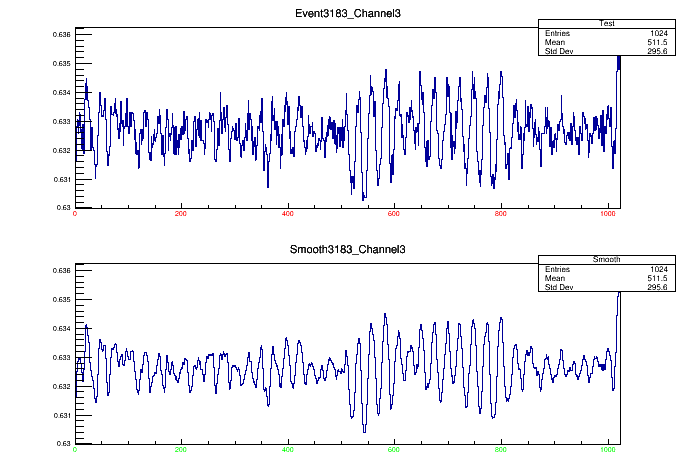 Event3183_Channel3
Test
Entries 1024
Mean 511.5
Std Dev 295.6
0.636
0.635
0.634
0.633
0.632
0.631
0.63
0 200 400 600 800 1000
Smooth3183_Channel3
Smooth
Entries 1024
Mean 511.5
Std Dev 295.6
0.636
0.635
0.634
0.633
0.632
0.631
0.63
0 200 400 600 800 1000